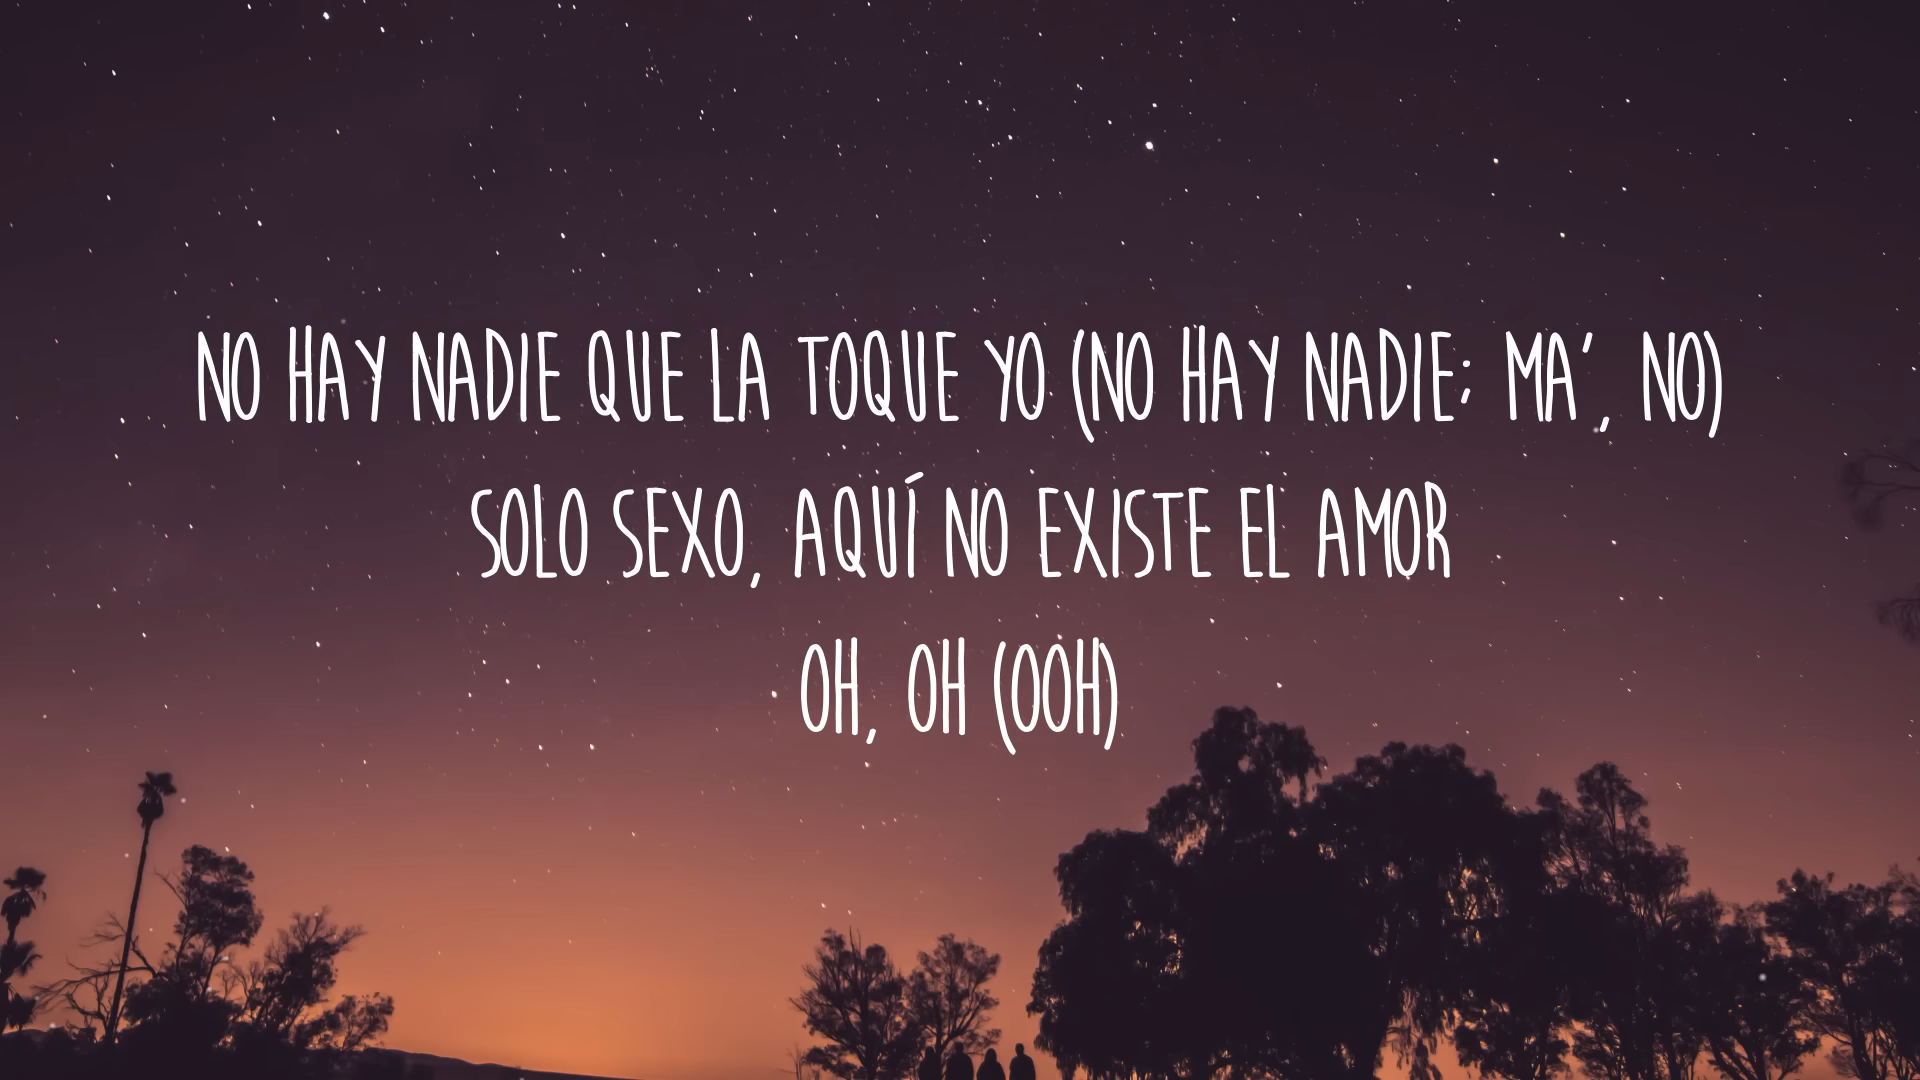 NO HAY NADIE QUE LA TOQUE YO (NO HAY NADIE; MA', NO)
SOLO SEXO, AQUÍ NO EXISTE EL AMOR
OH, OH (OOH)